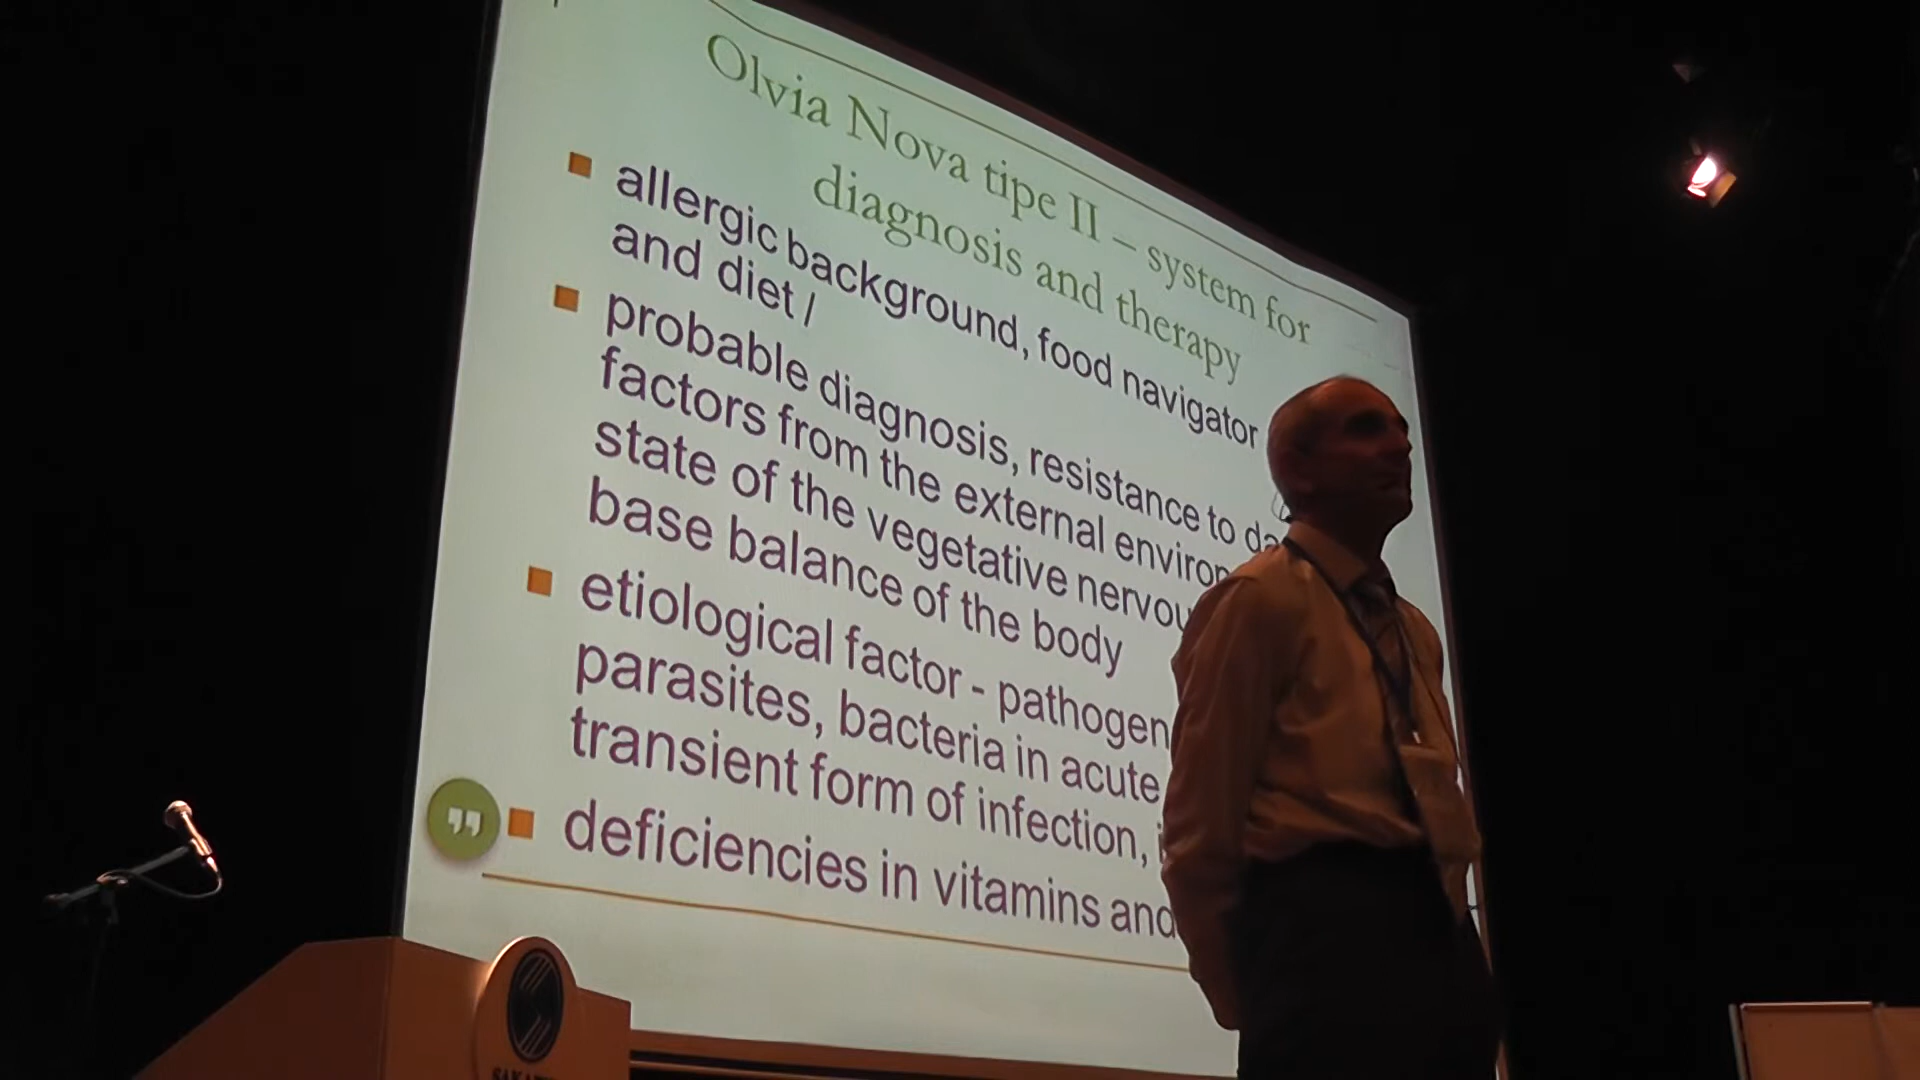 Olvia Nova tipe II – system for
diagnosis and therapy
allergic background, food navigator
and diet /
probable diagnosis, resistance to
factors from the external
state of the vegetative
base balance of the body
etiological factor - pathogen
parasites, bacteria in acute
transient form of infection,
deficiencies in vitamins and